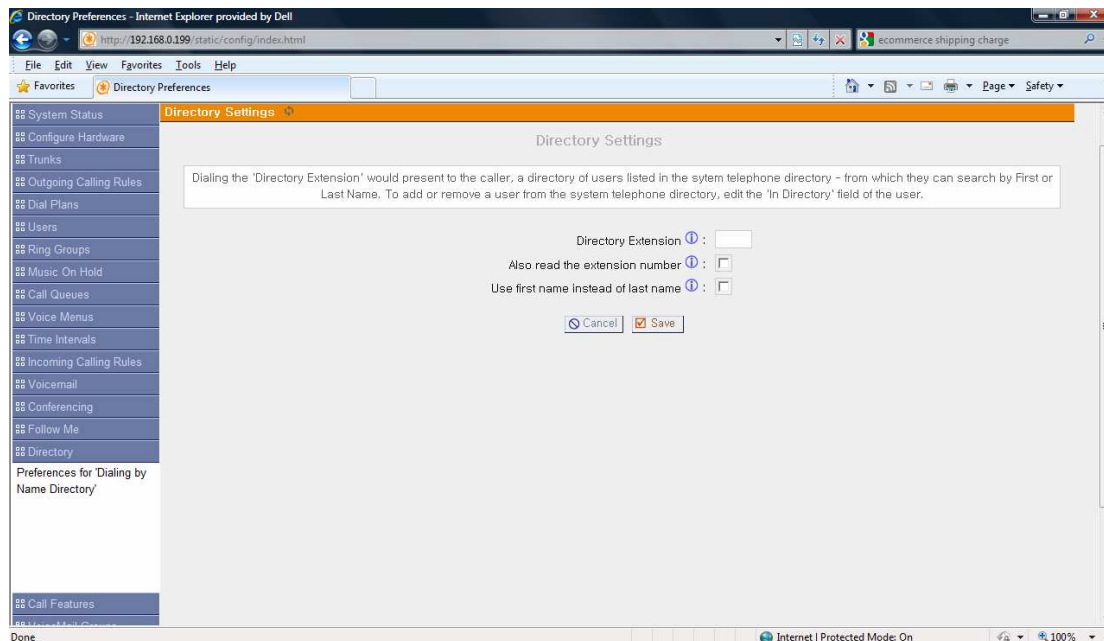 Directory Preferences - Internet Explorer provided by Dell
http://192.168.0.199/static/config/index.html
ecommerce shipping charge
File Edit View Favorites Tools Help
Favorites
Directory Preferences
Page
Safety
System Status
Configure Hardware
Trunks
Outgoing Calling Rules
Dial Plans
Users
Ring Groups
Music On Hold
Call Queues
Voice Menus
Time Intervals
Incoming Calling Rules
Voicemail
Conferencing
Follow Me
Directory
Preferences for 'Dialing by
Name Directory'
Call Features
VoiceMail Groups
Directory Settings
Directory Settings
Dialing the 'Directory Extension' would present to the caller, a directory of users listed in the sytem telephone directory - from which they can search by First or
Last Name. To add or remove a user from the system telephone directory, edit the 'In Directory' field of the user.
Directory Extension :
Also read the extension number :
Use first name instead of last name :
Cancel
Save
Done
Internet | Protected Mode: On
100%